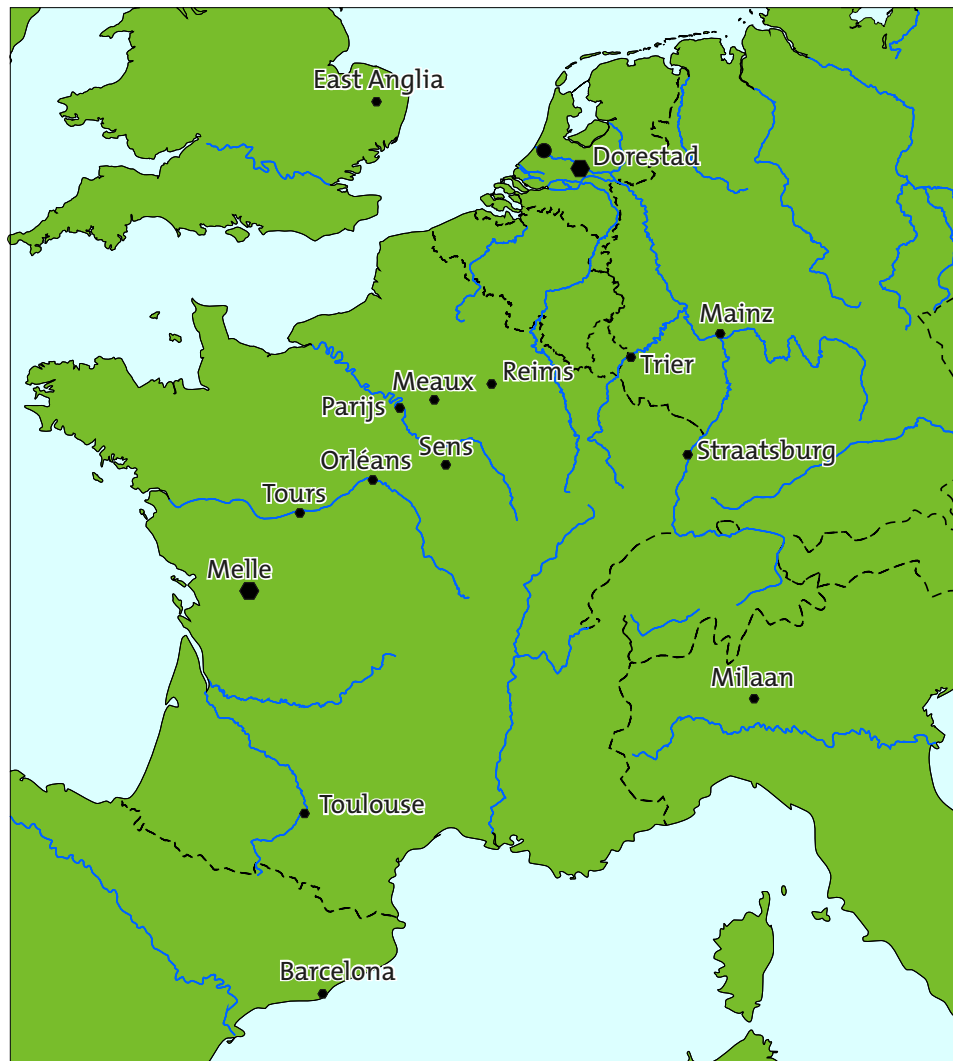 East Anglia
Dorestad
Mainz
Trier
Reims
Meaux
Parijs
Sens
Straatsburg
Orléans
Tours
Melle
Milaan
Toulouse
Barcelona